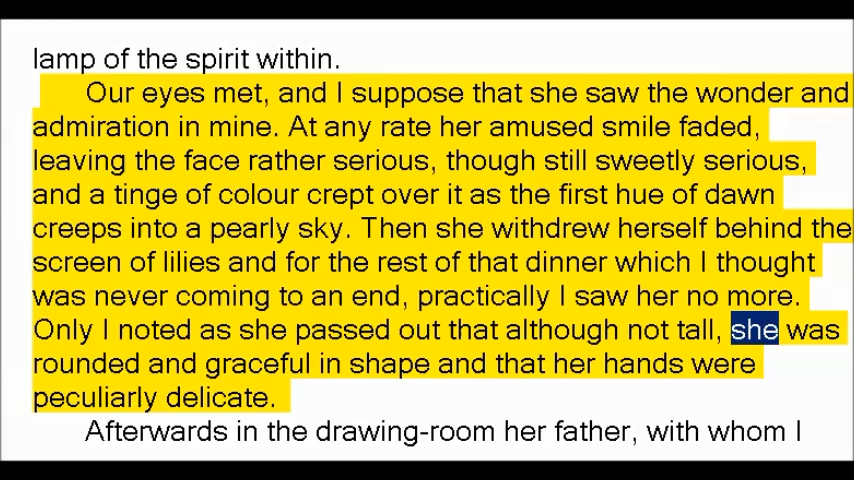 lamp of the spirit within.
Our eyes met, and I suppose that she saw the wonder and
admiration in mine. At any rate her amused smile faded,
leaving the face rather serious, though still sweetly serious,
and a tinge of colour crept over it as the first hue of dawn
creeps into a pearly sky. Then she withdrew herself behind the
screen of lilies and for the rest of that dinner which I thought
was never coming to an end, practically I saw her no more.
Only I noted as she passed out that although not tall, she was
rounded and graceful in shape and that her hands were
peculiarly delicate.
Afterwards in the drawing-room her father, with whom I